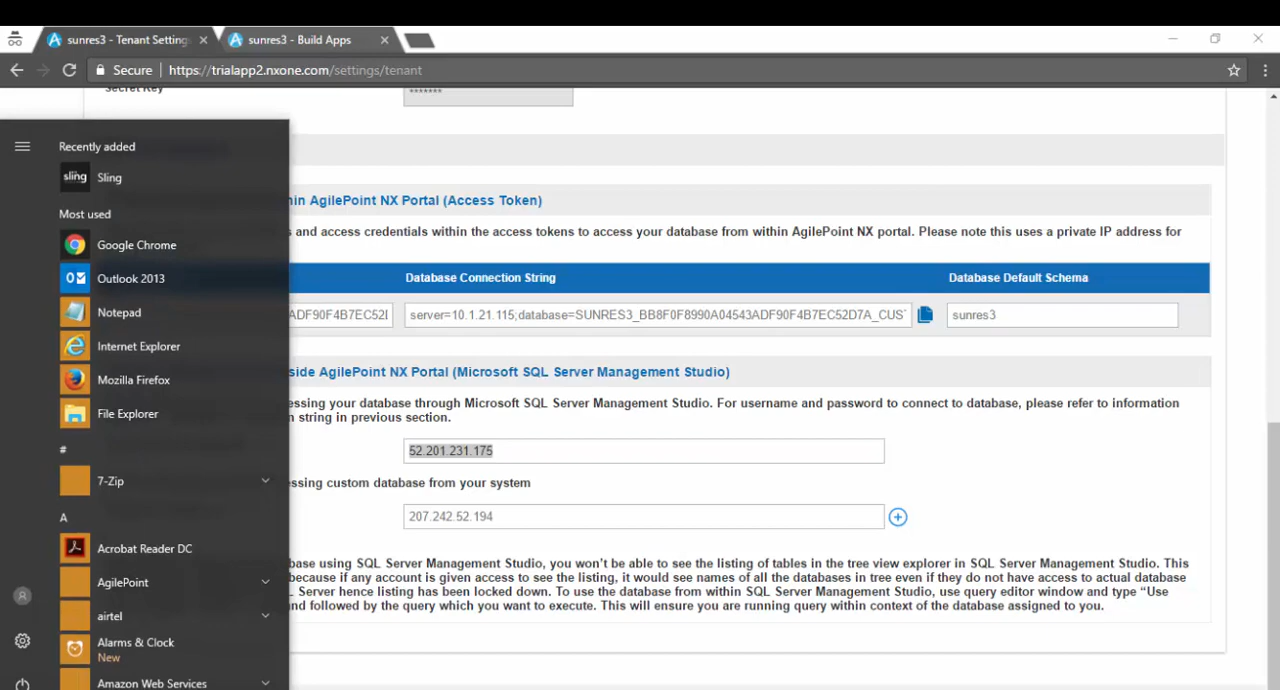 sunres3 - Tenant Settings
sunres3 - Build Apps
Secure
https://trialapp2.nxone.com/settings/tenant
Secret Key
*******
Recently added
sling
Sling
Most used
Google Chrome
Outlook 2013
Notepad
Internet Explorer
Mozilla Firefox
File Explorer
#
7-Zip
A
Acrobat Reader DC
AgilePoint
airtel
Alarms & Clock
New
Amazon Web Services
in AgilePoint NX Portal (Access Token)
s and access credentials within the access tokens to access your database from within AgilePoint NX portal. Please note this uses a private IP address for
Database Connection String
Database Default Schema
ADF90F4B7EC52
server=10.1.21.115;database=SUNRES3_BB8F0F8990A04543ADF90F4B7EC52D7A_CUS
sunres3
side AgilePoint NX Portal (Microsoft SQL Server Management Studio)
essing your database through Microsoft SQL Server Management Studio. For username and password to connect to database, please refer to information
n string in previous section.
52.201.231.175
essing custom database from your system
207.242.52.194
base using SQL Server Management Studio, you won't be able to see the listing of tables in the tree view explorer in SQL Server Management Studio. This
because if any account is given access to see the listing, it would see names of all the databases in tree even if they do not have access to actual database
L Server hence listing has been locked down. To use the database from within SQL Server Management Studio, use query editor window and type “Use
and followed by the query which you want to execute. This will ensure you are running query within context of the database assigned to you.